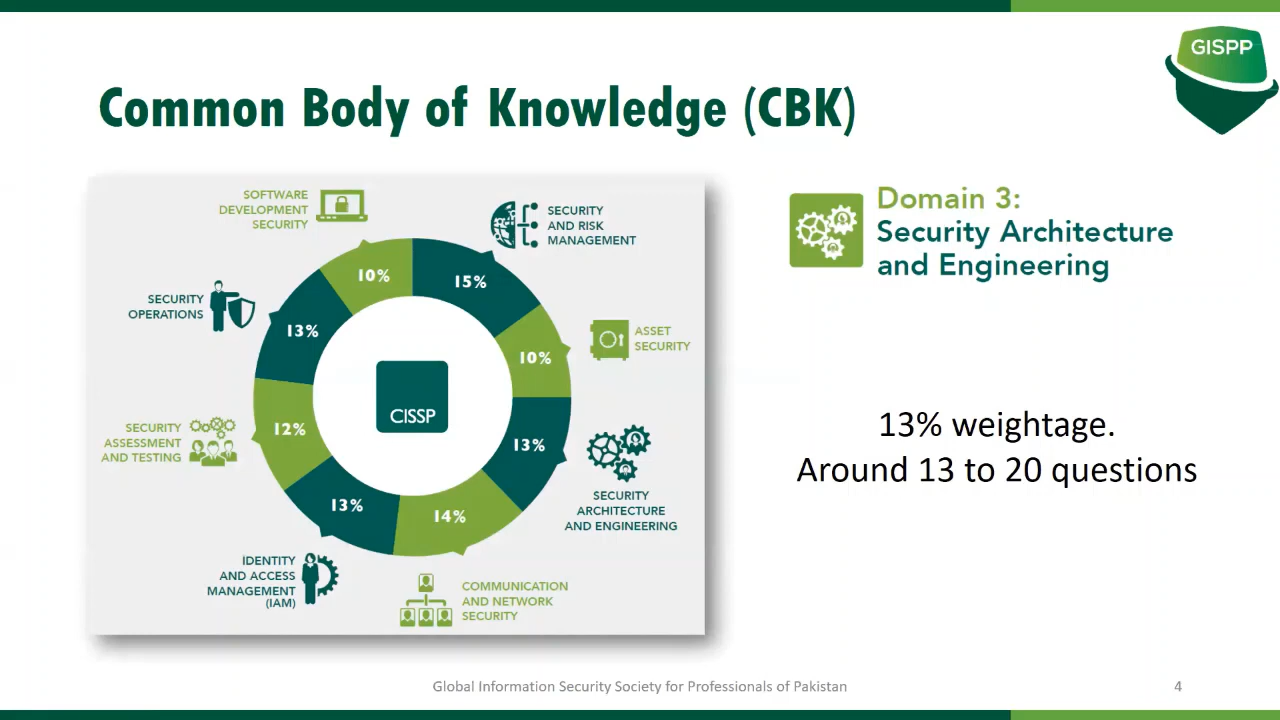 GISPP
Common Body of Knowledge (CBK)
SOFTWARE
DEVELOPMENT
SECURITY
SECURITY
AND RISK
MANAGEMENT
10%
15%
SECURITY
OPERATIONS
13%
10%
ASSET
SECURITY
CISSP
SECURITY
ASSESSMENT
AND TESTING
12%
13%
SECURITY
ARCHITECTURE
AND ENGINEERING
13%
14%
IDENTITY
AND ACCESS
MANAGEMENT
(IAM)
COMMUNICATION
AND NETWORK
SECURITY
Domain 3:
Security Architecture
and Engineering
13% weightage.
Around 13 to 20 questions
Global Information Security Society for Professionals of Pakistan
4